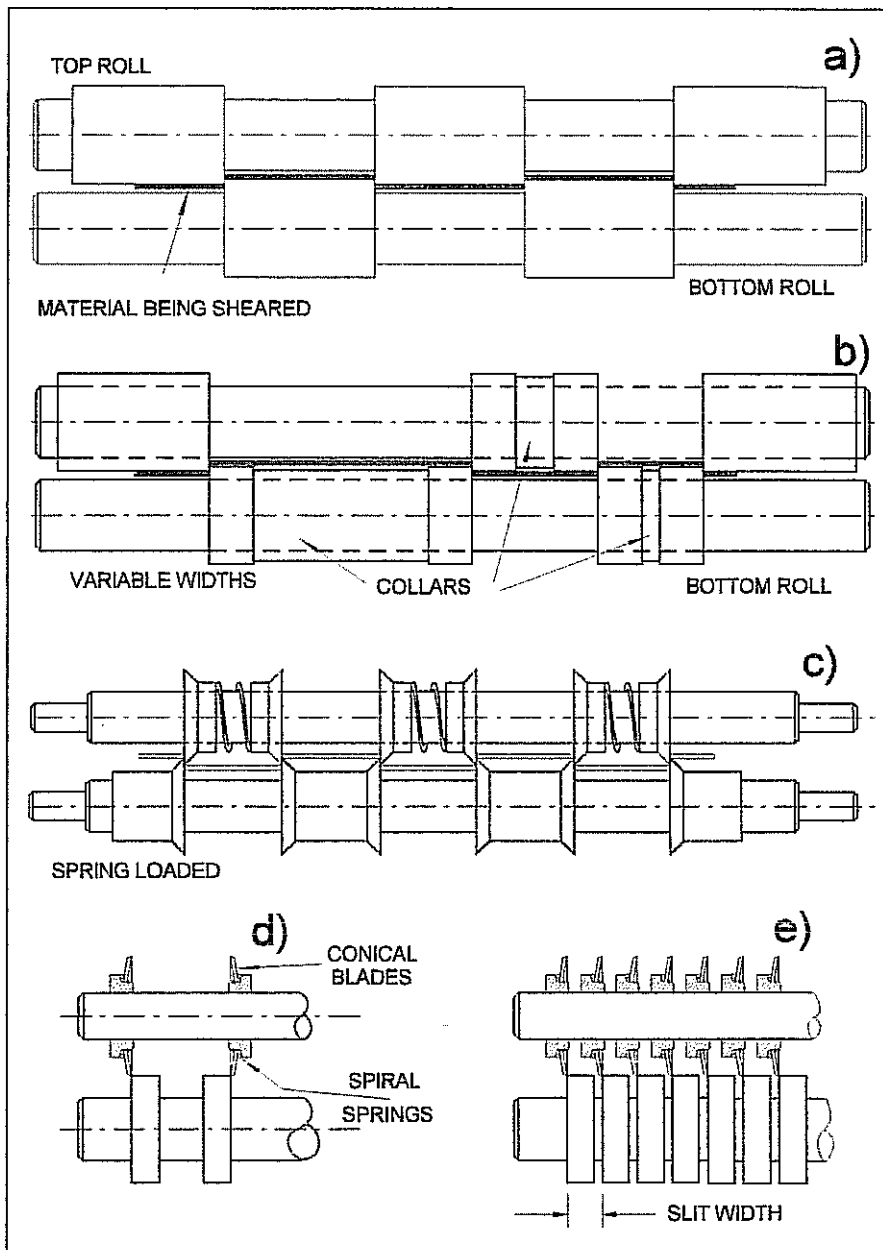 a)
TOP ROLL
BOTTOM ROLL
MATERIAL BEING SHEARED
b)
VARIABLE WIDTHS
COLLARS
BOTTOM ROLL
c)
SPRING LOADED
d)
CONICAL
BLADES
SPIRAL
SPRINGS
e)
SLIT WIDTH